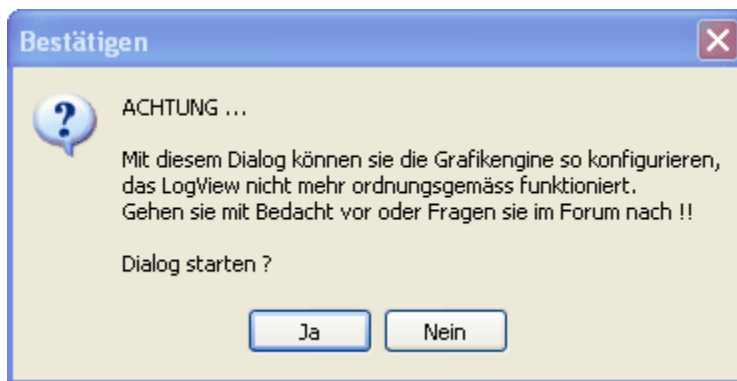 Bestätigen
ACHTUNG ...
Mit diesem Dialog können sie die Grafikengine so konfigurieren,
das LogView nicht mehr ordnungsgemäss funktioniert.
Gehen sie mit Bedacht vor oder Fragen sie im Forum nach !!
Dialog starten ?
Ja Nein